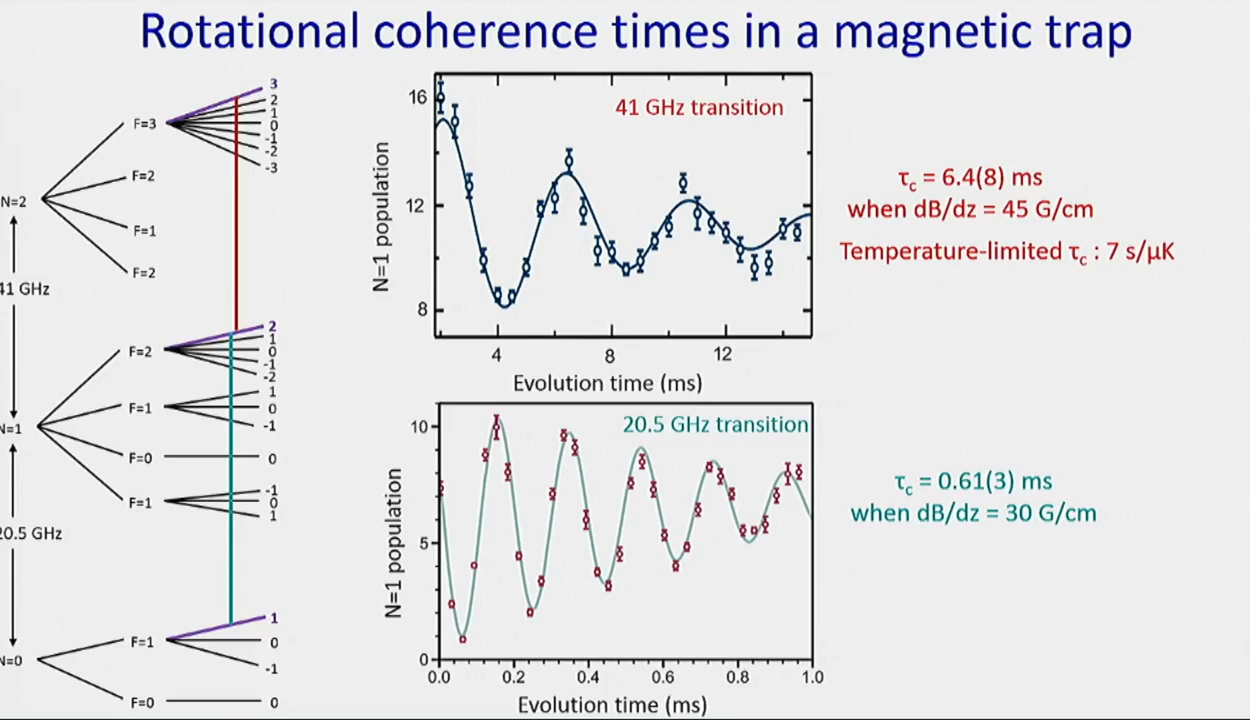 Rotational coherence times in a magnetic trap
N=2
F=3
F=2
F=1
F=2
3
2
1
0
-1
-2
-3
41 GHz
N=1
F=2
F=1
F=0
F=1
2
1
0
-1
-2
1
0
-1
0
-1
0
1
20.5 GHz
N=0
F=1
F=0
1
0
-1
0
41 GHz transition
N=1 population
16
12
8
4
8
12
Evolution time (ms)
20.5 GHz transition
N=1 population
10
5
0
0.0
0.2
0.4
0.6
0.8
1.0
Evolution time (ms)
τc = 6.4(8) ms
when dB/dz = 45 G/cm
Temperature-limited τc : 7 s/μK
τc = 0.61(3) ms
when dB/dz = 30 G/cm